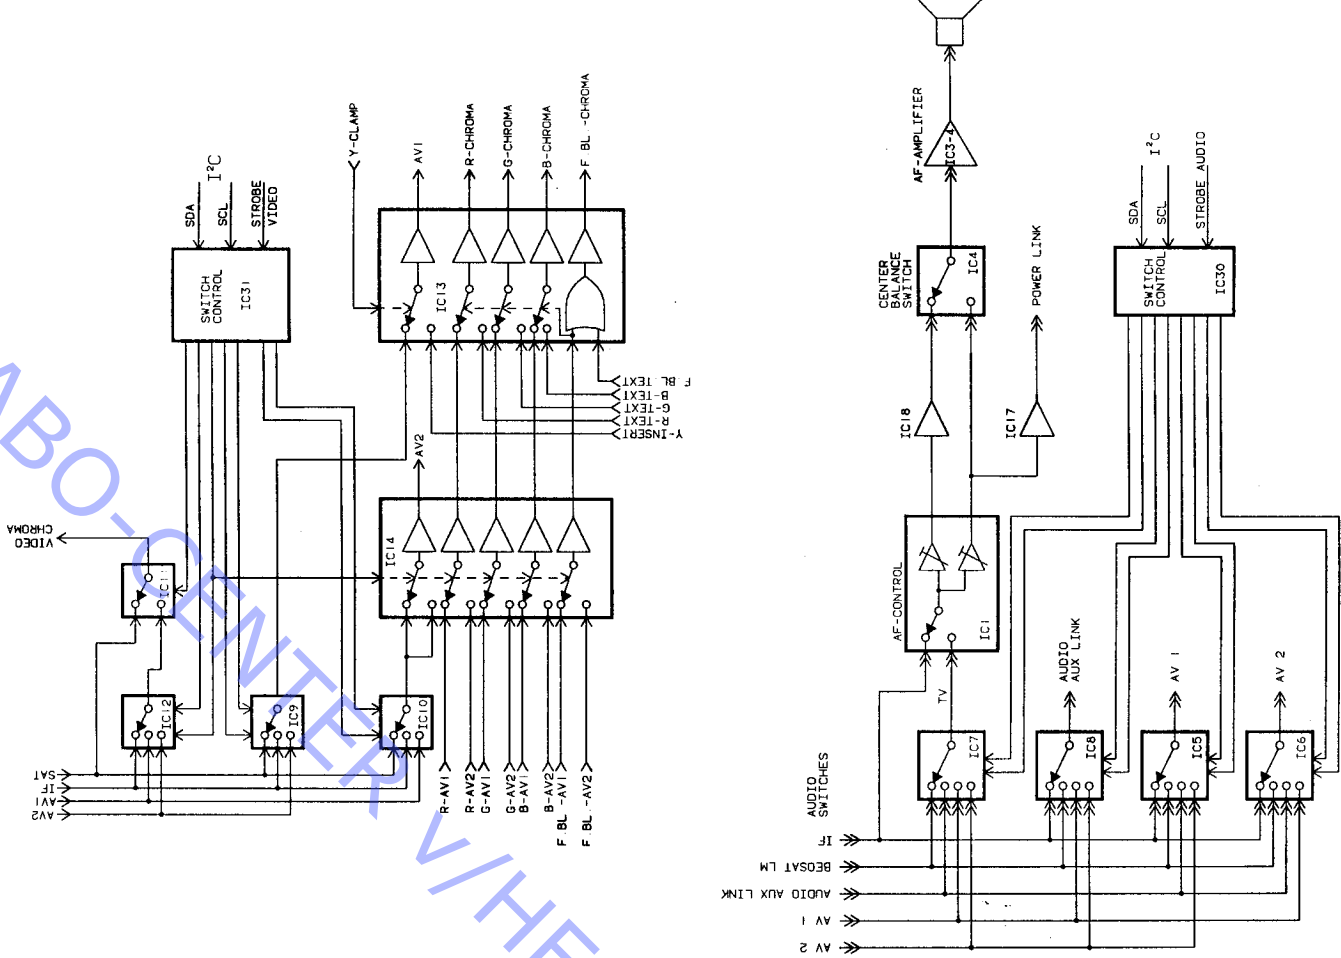 Y-CLAMP
AV1
R-CHROMA
G-CHROMA
B-CHROMA
F.BL.-CHROMA
SDA
I²C
SCL
STROBE
VIDEO
SWITCH
CONTROL
IC31
IC13
F.BL.TEXT
B-TEXT
G-TEXT
R-TEXT
Y-INSERT
AV2
VIDEO
CHROMA
IC11
IC14
IC12
IC9
IC10
SAT
IF
AV1
AV2
R-AV1
R-AV2
G-AV1
G-AV2
B-AV1
B-AV2
F.BL.-AV1
F.BL.-AV2
AF-AMPLIFIER
IC3-4
CENTER
BALANCE
SWITCH
IC4
POWER LINK
SDA
I²C
SCL
STROBE AUDIO
SWITCH
CONTROL
IC30
IC18
IC17
AF-CONTROL
IC1
TV
AUDIO
AUX LINK
AV 1
AV 2
IC7
IC8
IC5
IC6
AUDIO
SWITCHES
IF
BEOSAT LM
AUDIO AUX LINK
AV 1
AV 2
ABO-CENTER V/HE